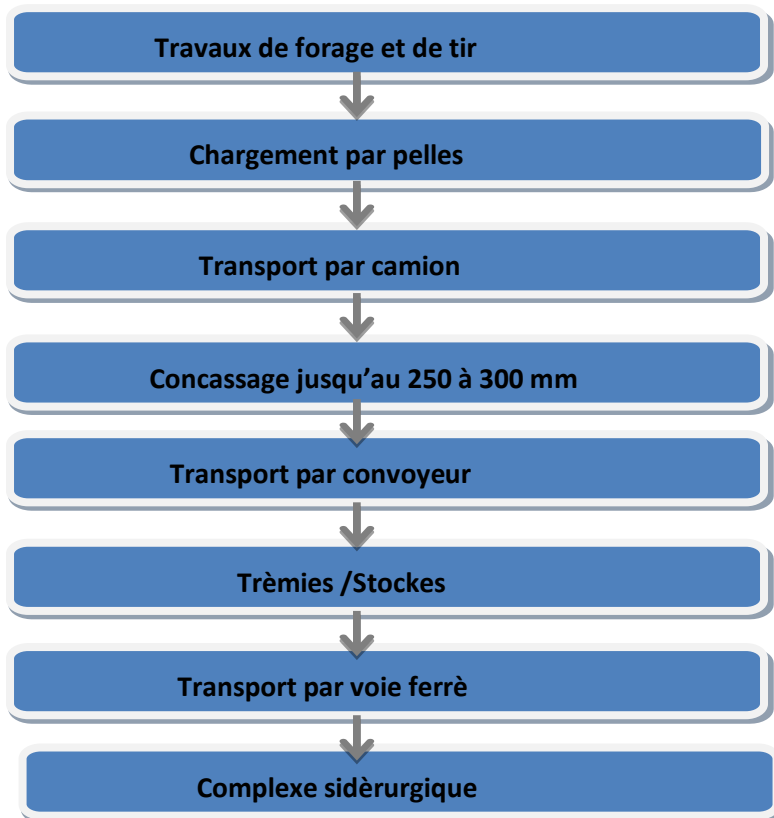 Travaux de forage et de tir
Chargement par pelles
Transport par camion
Concassage jusqu’au 250 à 300 mm
Transport par convoyeur
Trèmies /Stockes
Transport par voie ferrè
Complexe sidèrurgique